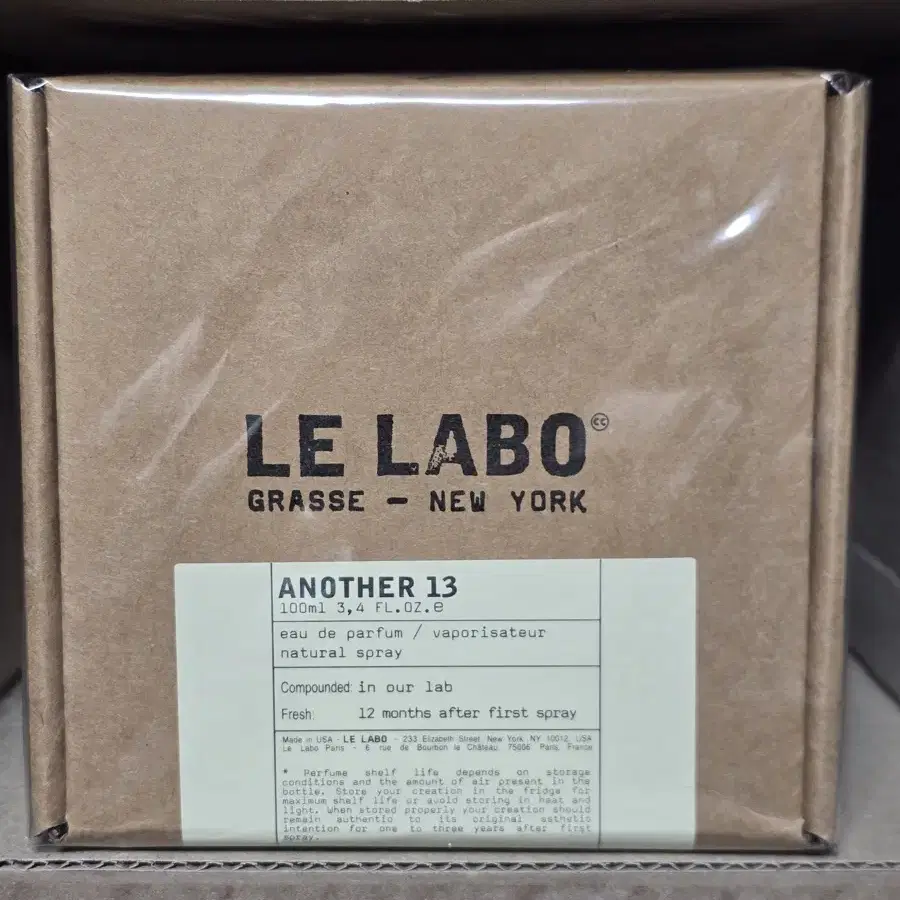 LE LABO cc
GRASSE – NEW YORK
ANOTHER 13
100ml 3,4 FL.OZ.e
eau de parfum / vaporisateur
natural spray
Compounded: in our lab
Fresh: 12 months after first spray
Made in USA - LE LABO - 233 Elizabeth Street, New York, NY 10012, USA
Le Labo Paris - 6 rue de Bourbon le Château, 75006 Paris, France
* Perfume shelf life depends on storage
conditions and the amount of air present in the
bottle. Store your creation in the fridge for
maximum shelf life or avoid storing in heat and
light. When stored properly your creation should
remain authentic to its original esthetic
intention for one to three years after first
spray.